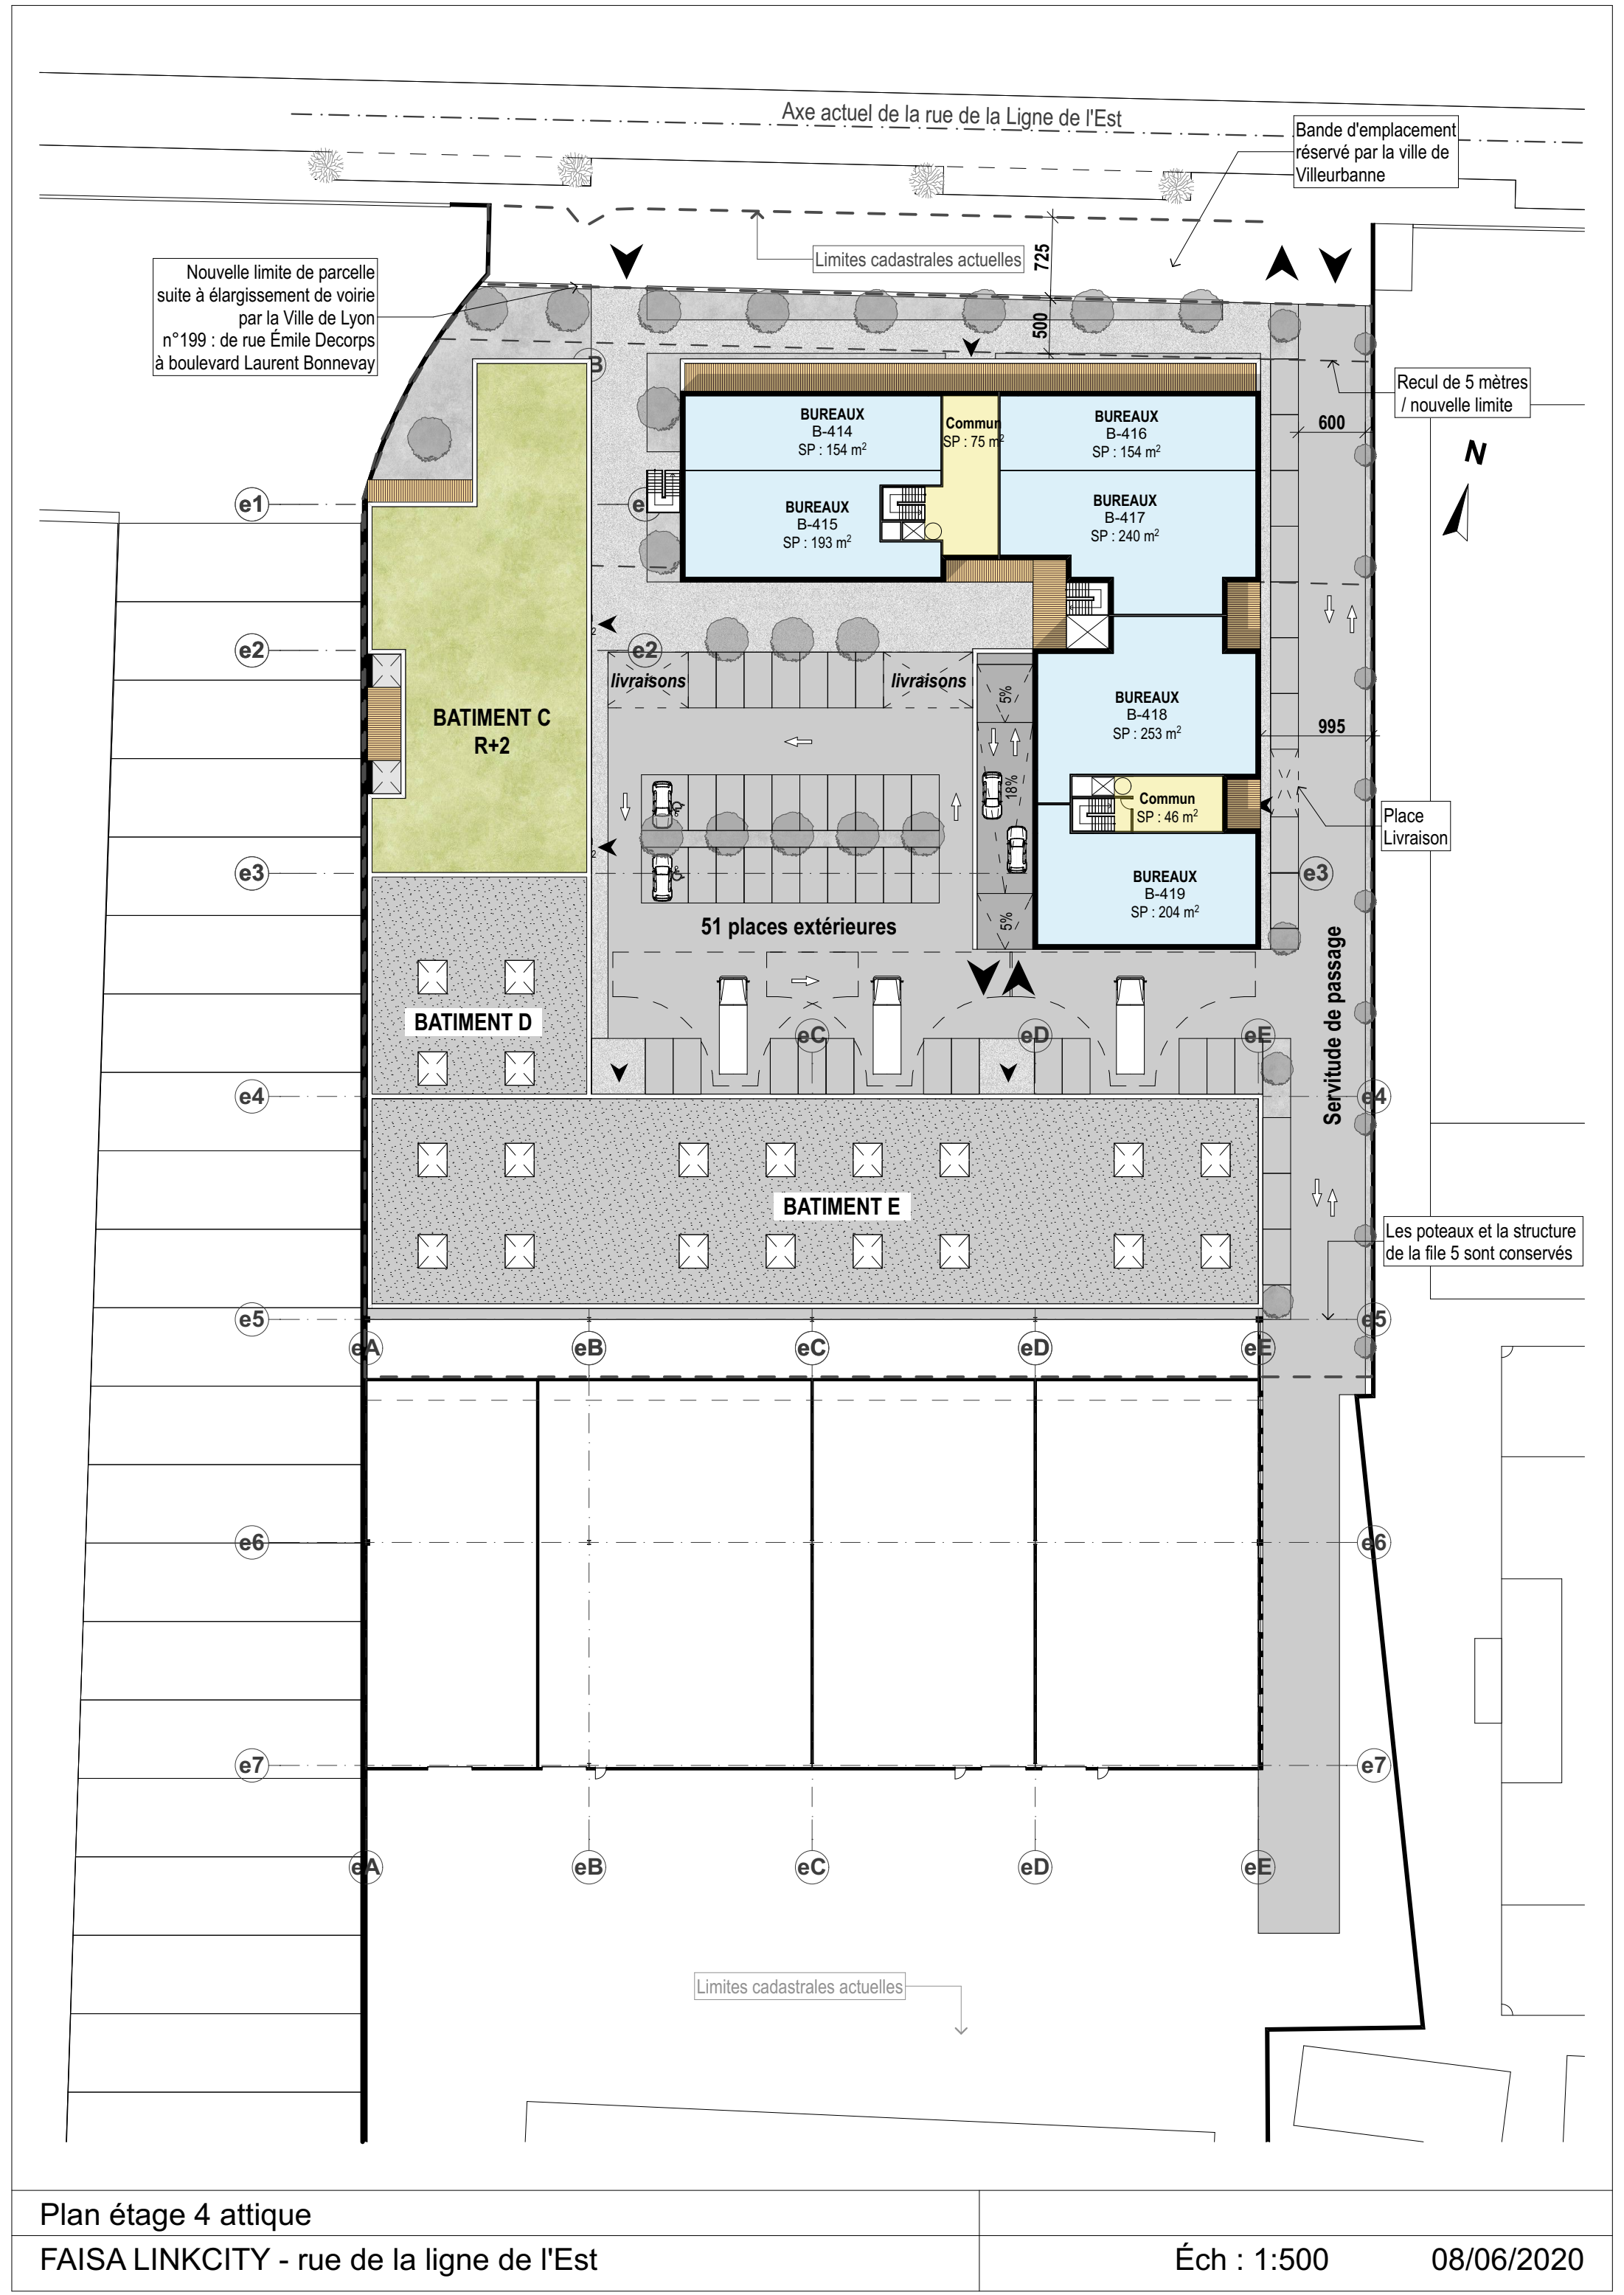 Axe actuel de la rue de la Ligne de l'Est
Bande d'emplacement
réservé par la ville de
Villeurbanne
Limites cadastrales actuelles
725
Nouvelle limite de parcelle
suite à élargissement de voirie
par la Ville de Lyon
n°199 : de rue Émile Decorps
à boulevard Laurent Bonnevay
500
B
Recul de 5 mètres
/ nouvelle limite
600
N
BUREAUX
B-414
SP : 154 m²
Commun
SP : 75 m²
BUREAUX
B-416
SP : 154 m²
e1
e
BUREAUX
B-415
SP : 193 m²
BUREAUX
B-417
SP : 240 m²
2
e2
e2
livraisons
livraisons
5%
BATIMENT C
R+2
BUREAUX
B-418
SP : 253 m²
995
18%
Commun
SP : 46 m²
Place
Livraison
2
e3
e3
BUREAUX
B-419
SP : 204 m²
5%
51 places extérieures
Servitude de passage
BATIMENT D
eC
eD
eE
e4
e4
BATIMENT E
Les poteaux et la structure
de la file 5 sont conservés
e5
e5
eA
eB
eC
eD
eE
e6
e6
e7
e7
eA
eB
eC
eD
eE
Limites cadastrales actuelles
Plan étage 4 attique
FAISA LINKCITY - rue de la ligne de l'Est
Éch : 1:500
08/06/2020